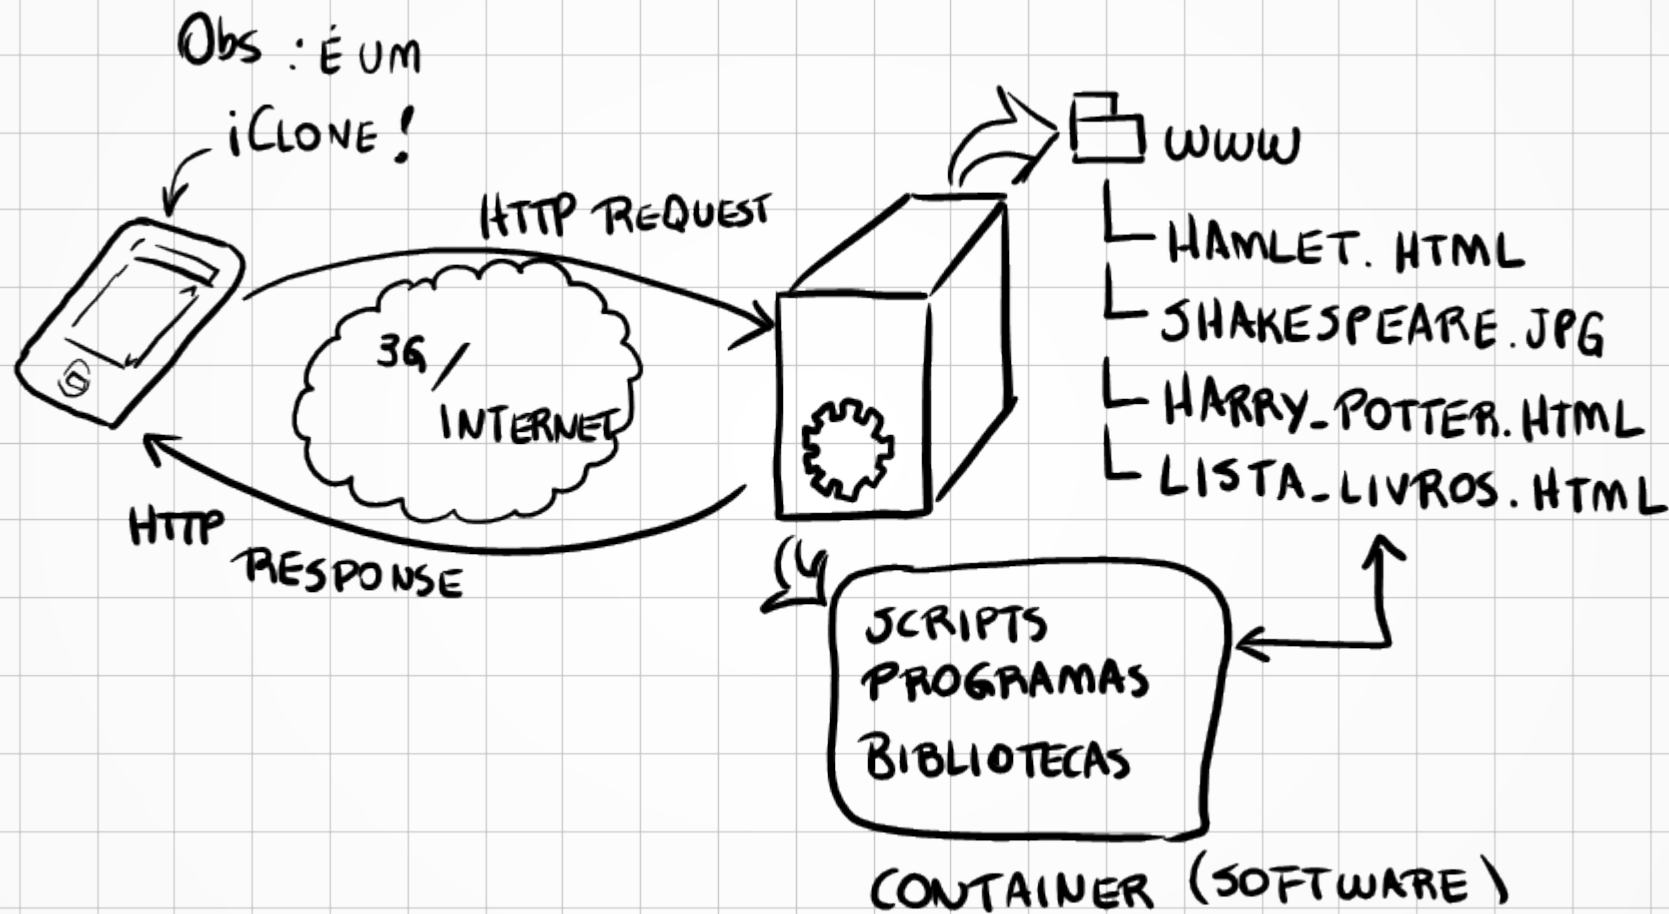 Obs : É UM
iCLONE !
HTTP REQUEST
3G /
INTERNET
HTTP
RESPONSE
WWW
HAMLET. HTML
SHAKESPEARE.JPG
HARRY_POTTER.HTML
LISTA_LIVROS.HTML
SCRIPTS
PROGRAMAS
BIBLIOTECAS
CONTAINER (SOFTWARE)